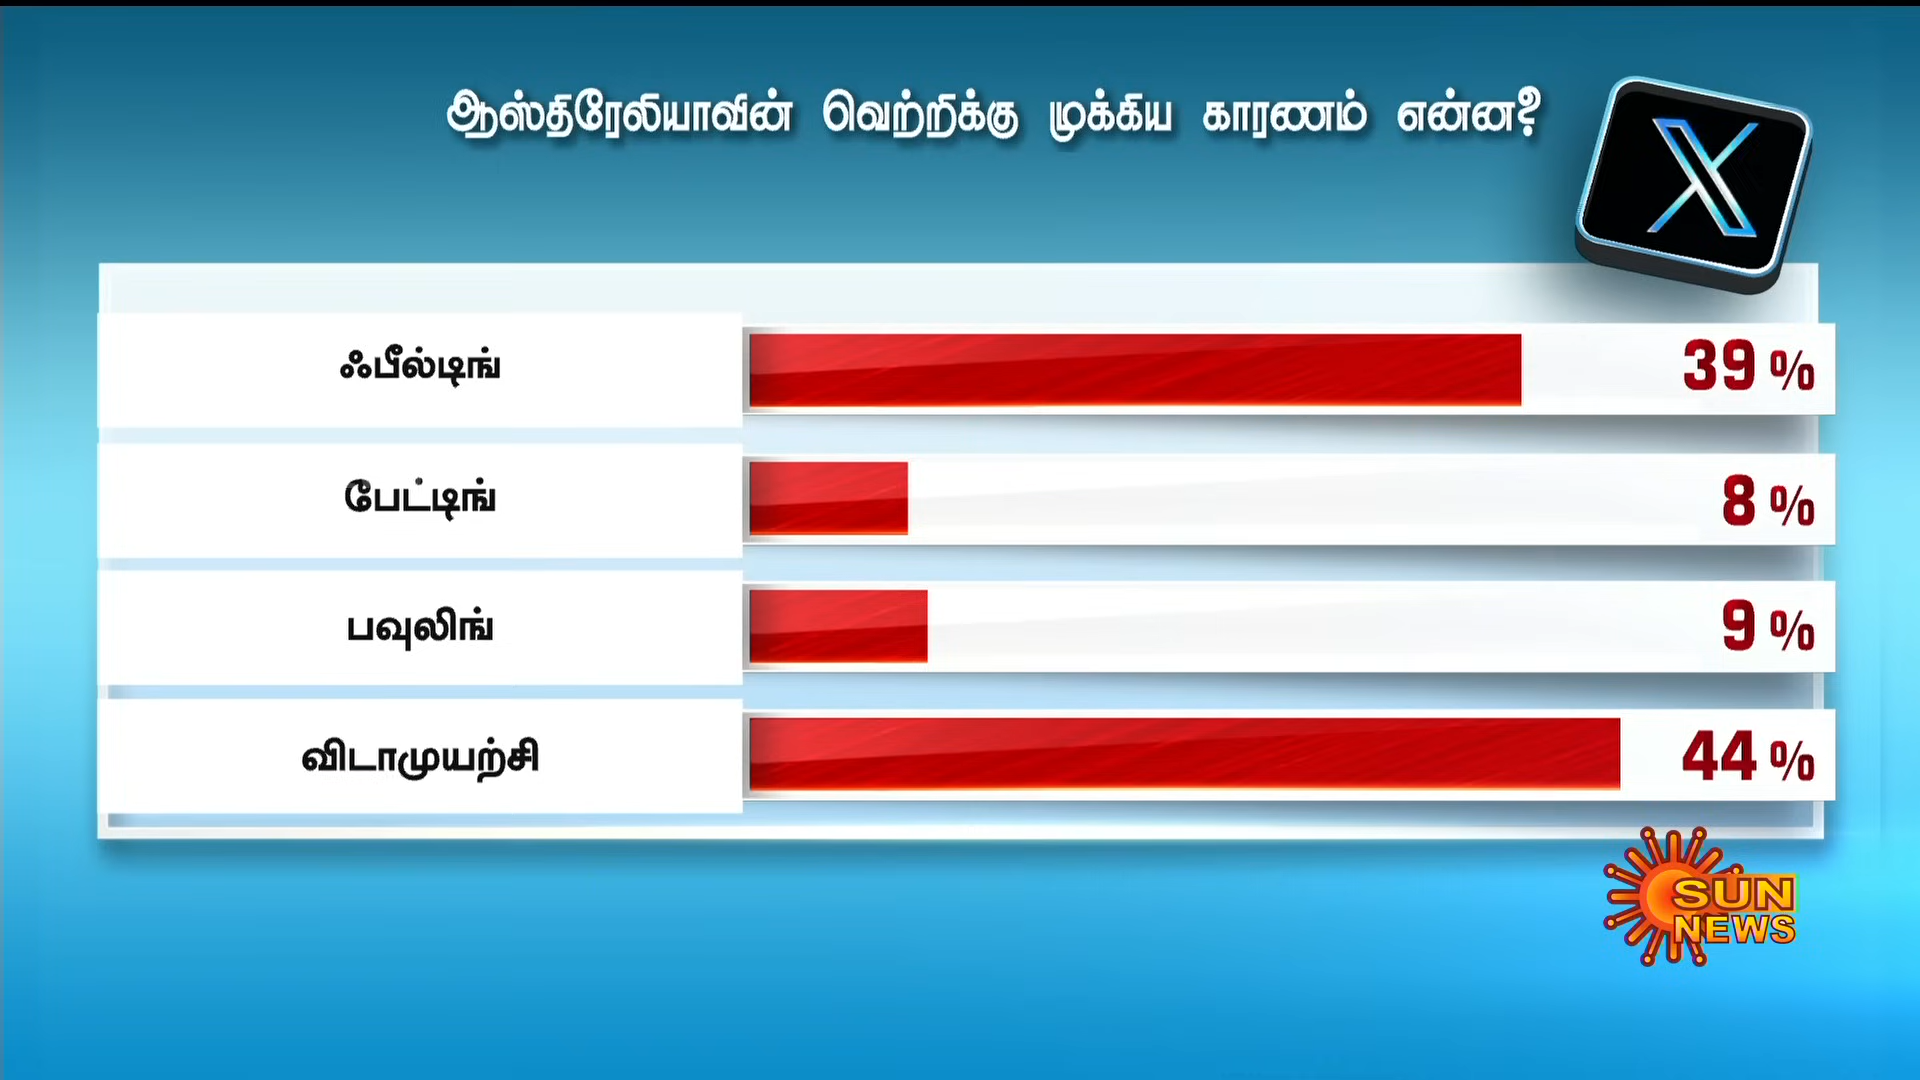 ஆஸ்திரேலியாவின் வெற்றிக்கு முக்கிய காரணம் என்ன?
X
ஃபீல்டிங் 39 %
பேட்டிங் 8 %
பவுலிங் 9 %
விடாமுயற்சி 44 %
SUN
NEWS